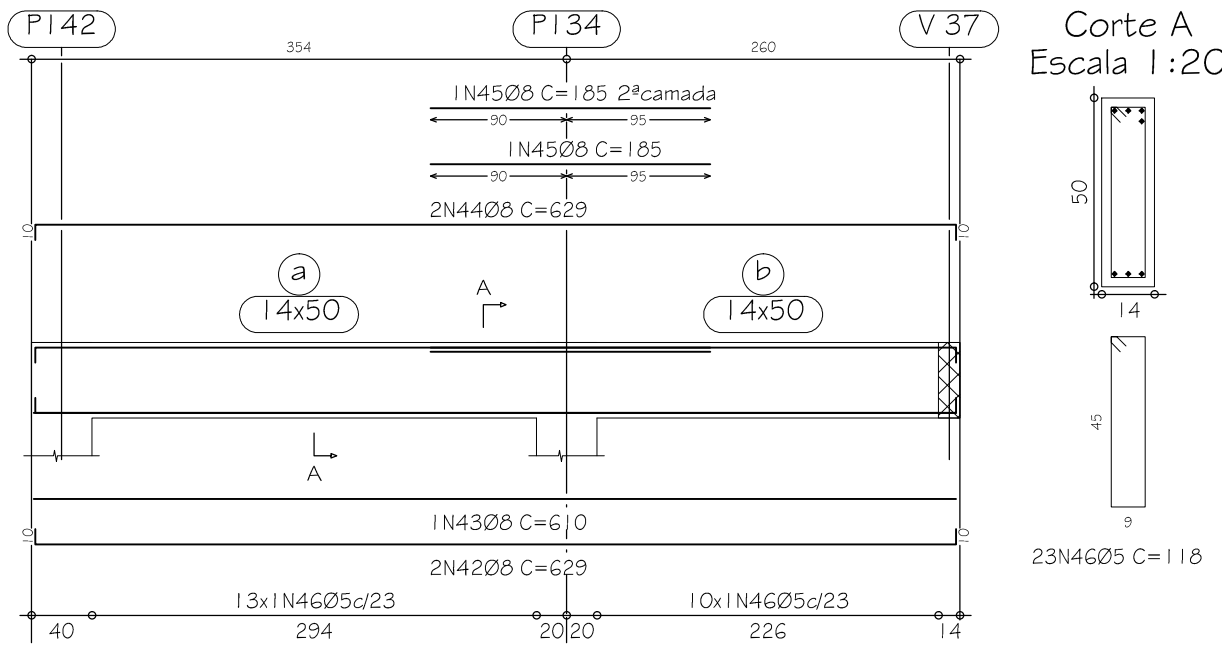 P142 P134 V 37
Corte A
Escala 1:20
354 260
1N45Ø8 C=185 2ªcamada
90 95
1N45Ø8 C=185
90 95
2N44Ø8 C=629
10 10
50
14
a b
14x50 14x50
A
A
45
9
23N46Ø5 C=118
1N43Ø8 C=610
10 10
2N42Ø8 C=629
13x1N46Ø5c/23 10x1N46Ø5c/23
40 294 20 20 226 14